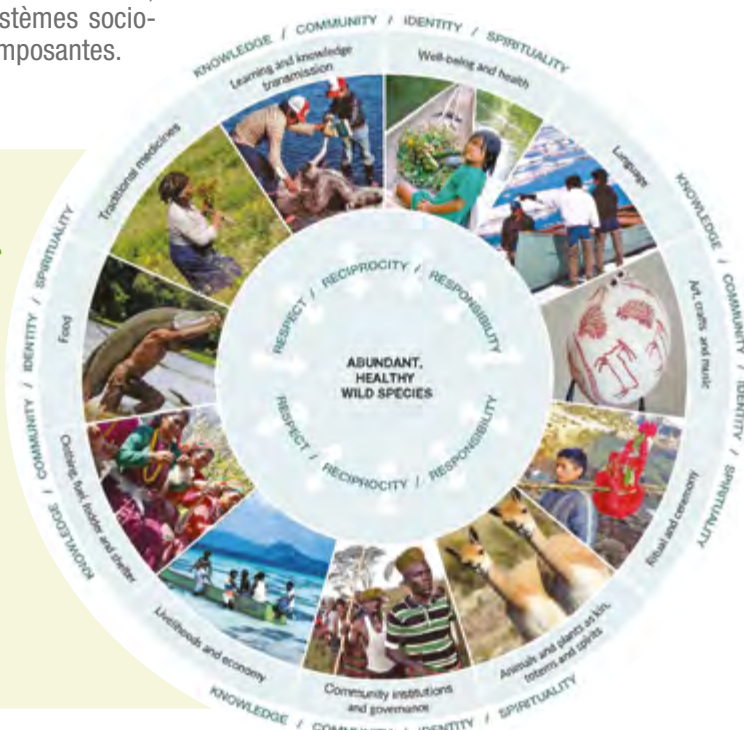 stèmes socio-
mposantes.
KNOWLEDGE / COMMUNITY / IDENTITY / SPIRITUALITY
Learning and knowledge
transmission
Well-being and health
Language
KNOWLEDGE / COMMUNITY / IDENTITY / SPIRITUALITY
Art, crafts and music
Ritual and ceremony
Animals and plants as kin,
totems and spirits
Community institutions
and governance
KNOWLEDGE / COMMUNITY / IDENTITY / SPIRITUALITY
Livelihoods and economy
Clothing, fuel, fodder and shelter
Food
Traditional medicines
KNOWLEDGE / COMMUNITY / IDENTITY / SPIRITUALITY
RESPECT / RECIPROCITY / RESPONSIBILITY
ABUNDANT,
HEALTHY
WILD SPECIES
RESPECT / RECIPROCITY / RESPONSIBILITY